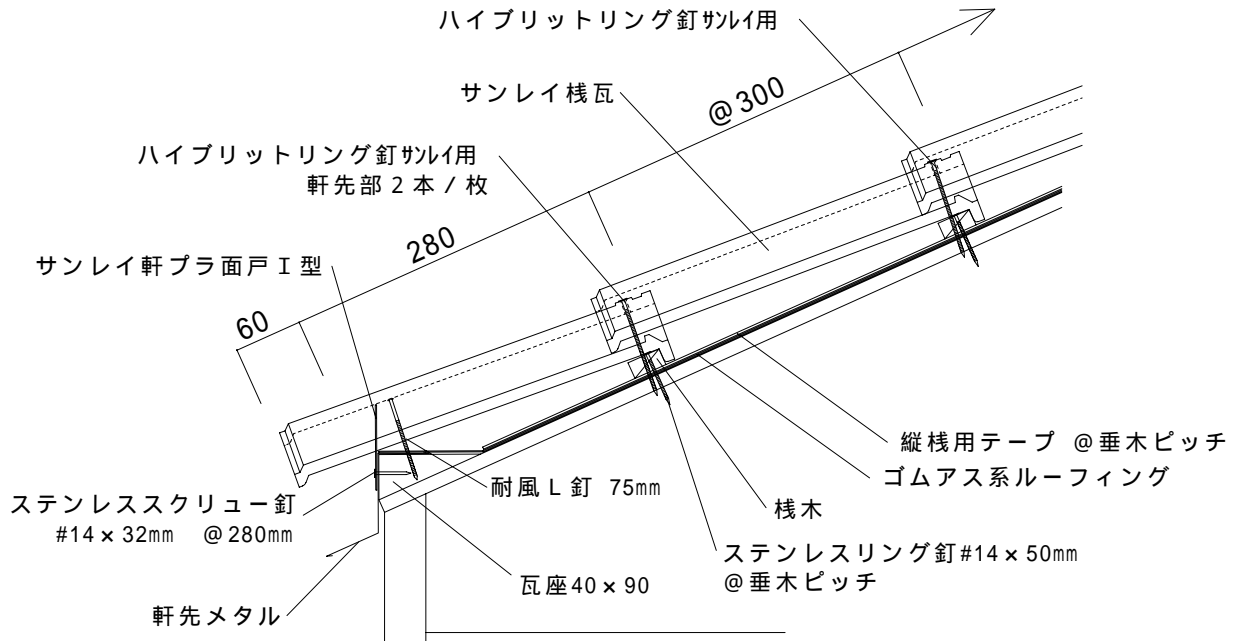 ハイブリットリング釘サンレイ用
サンレイ桟瓦
@300
ハイブリットリング釘サンレイ用
軒先部２本／枚
280
サンレイ軒プラ面戸Ｉ型
60
縦桟用テープ @垂木ピッチ
ゴムアス系ルーフィング
耐風Ｌ釘 75㎜
ステンレススクリュー釘
#14×32㎜ @280㎜
桟木
ステンレスリング釘#14×50㎜
@垂木ピッチ
瓦座40×90
軒先メタル